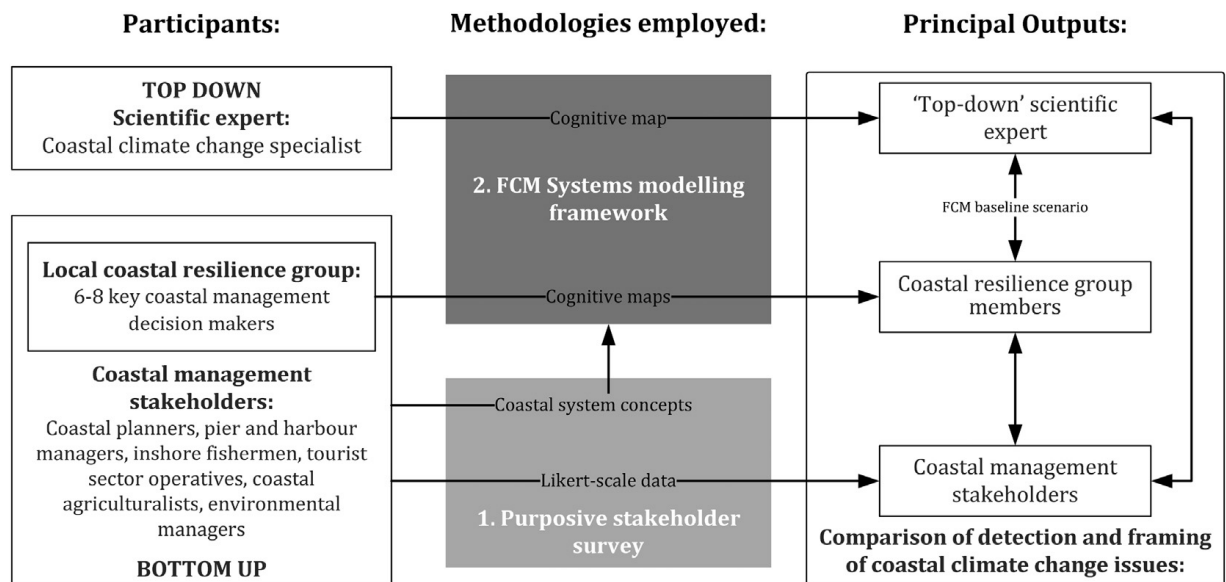 Participants:
TOP DOWN
Scientific expert:
Coastal climate change specialist
Local coastal resilience group:
6-8 key coastal management
decision makers
Coastal management
stakeholders:
Coastal planners, pier and harbour
managers, inshore fishermen, tourist
sector operatives, coastal
agriculturalists, environmental
managers
BOTTOM UP
Methodologies employed:
Cognitive map
2. FCM Systems modelling
framework
Cognitive maps
Coastal system concepts
Likert-scale data
1. Purposive stakeholder
survey
Principal Outputs:
‘Top-down’ scientific
expert
FCM baseline scenario
Coastal resilience group
members
Coastal management
stakeholders
Comparison of detection and framing
of coastal climate change issues: